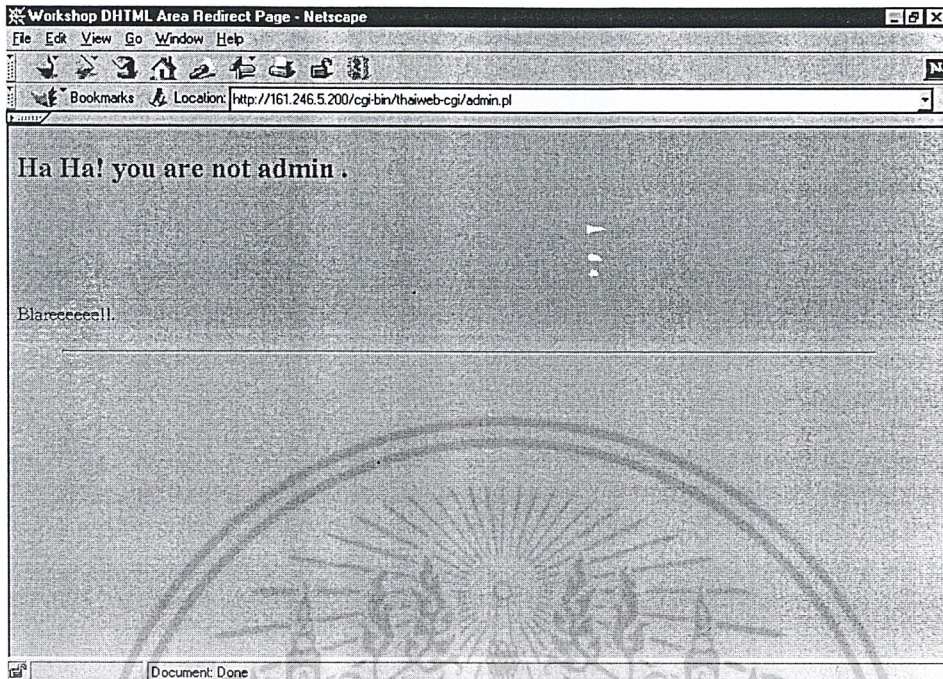 Workshop DHTML Area Redirect Page - Netscape
File Edit View Go Window Help
N
Bookmarks Location: http://161.246.5.200/cgi-bin/thaiweb-cgi/admin.pl
Ha Ha! you are not admin .
Blareeeeeell.
Document: Done